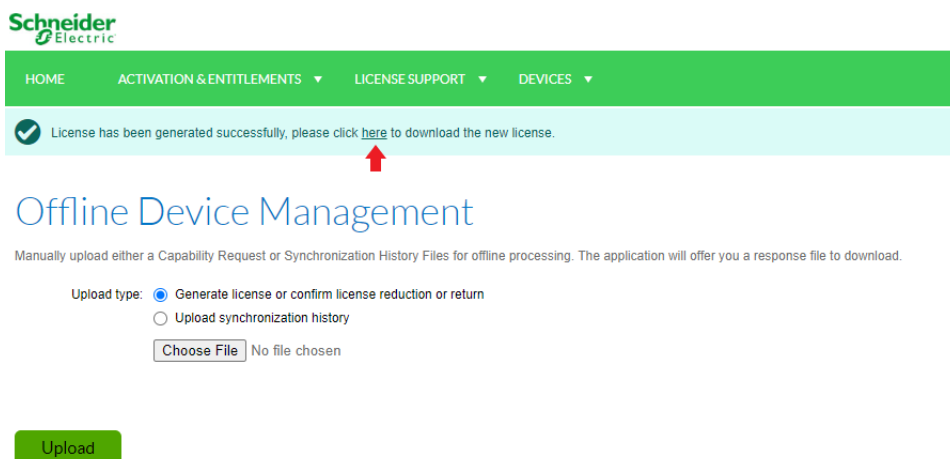 Schneider
Electric
HOME ACTIVATION & ENTITLEMENTS LICENSE SUPPORT DEVICES
License has been generated successfully, please click here to download the new license.
Offline Device Management
Manually upload either a Capability Request or Synchronization History Files for offline processing. The application will offer you a response file to download.
Upload type: Generate license or confirm license reduction or return
Upload synchronization history
Choose File No file chosen
Upload